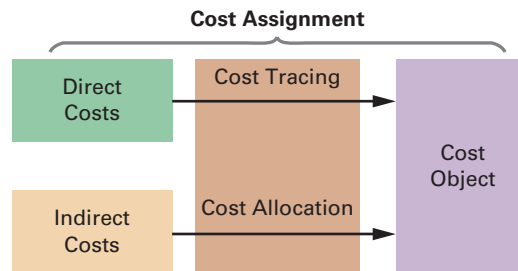 Cost Assignment
Direct
Costs
Cost Tracing
Cost
Object
Indirect
Costs
Cost Allocation